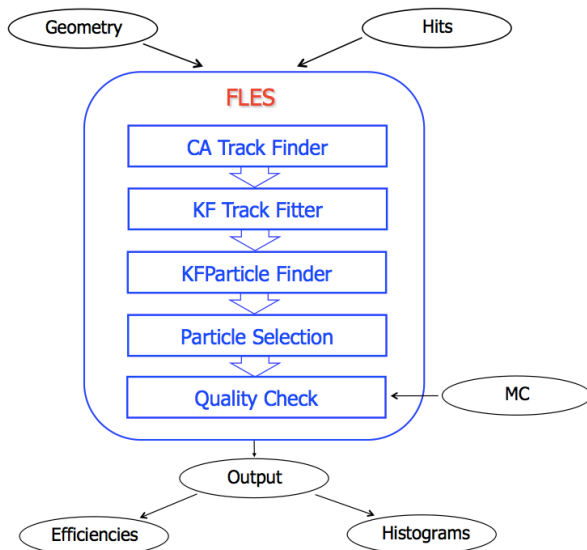 Geometry
Hits
FLES
CA Track Finder
KF Track Fitter
KFParticle Finder
Particle Selection
Quality Check
MC
Output
Efficiencies
Histograms